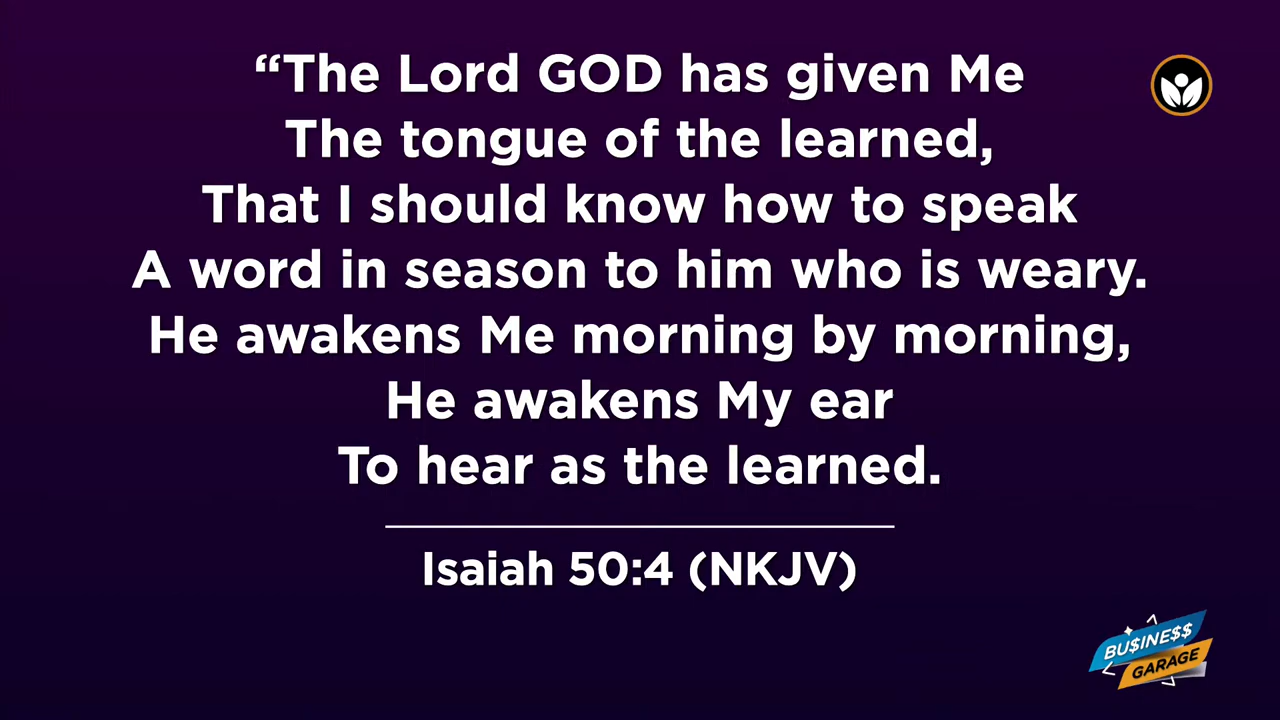 “The Lord GOD has given Me
The tongue of the learned,
That I should know how to speak
A word in season to him who is weary.
He awakens Me morning by morning,
He awakens My ear
To hear as the learned.
Isaiah 50:4 (NKJV)
BU$INE$$
GARAGE